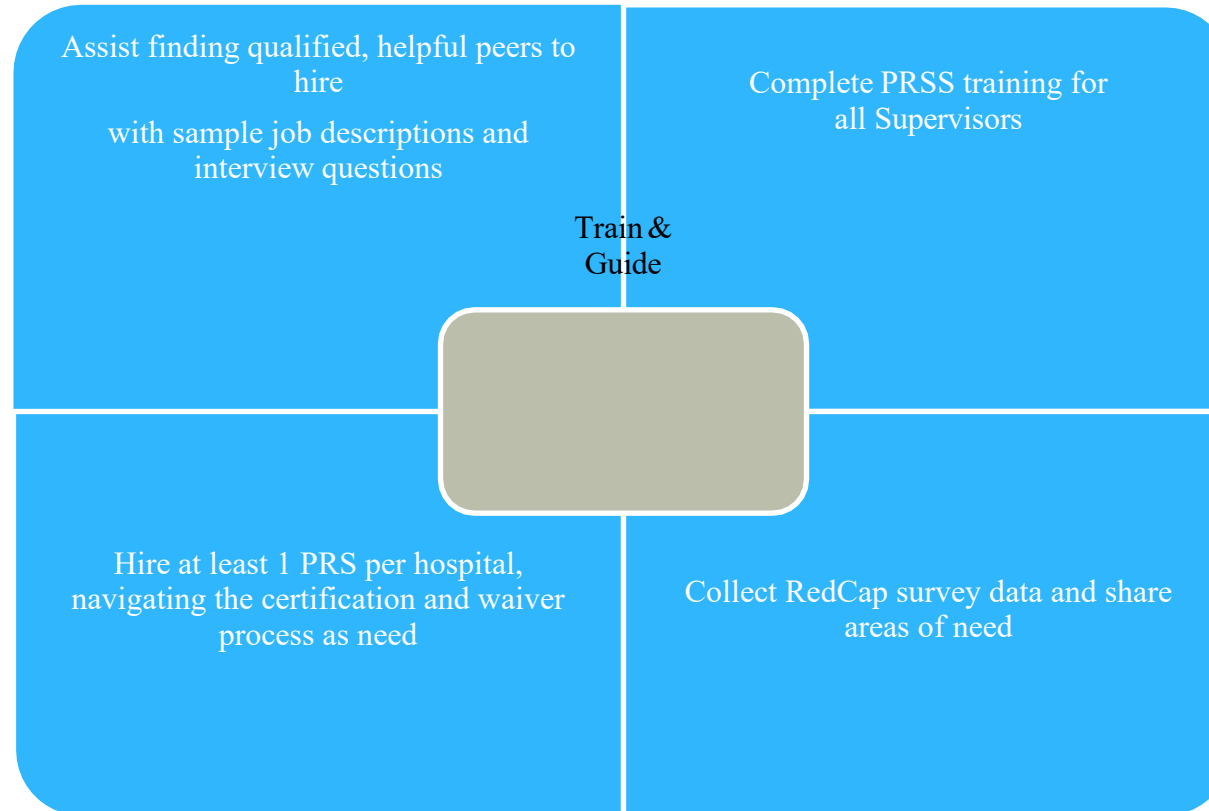 Assist finding qualified, helpful peers to
hire
with sample job descriptions and
interview questions
Complete PRSS training for
all Supervisors
Train &
Guide
Hire at least 1 PRS per hospital,
navigating the certification and waiver
process as need
Collect RedCap survey data and share
areas of need